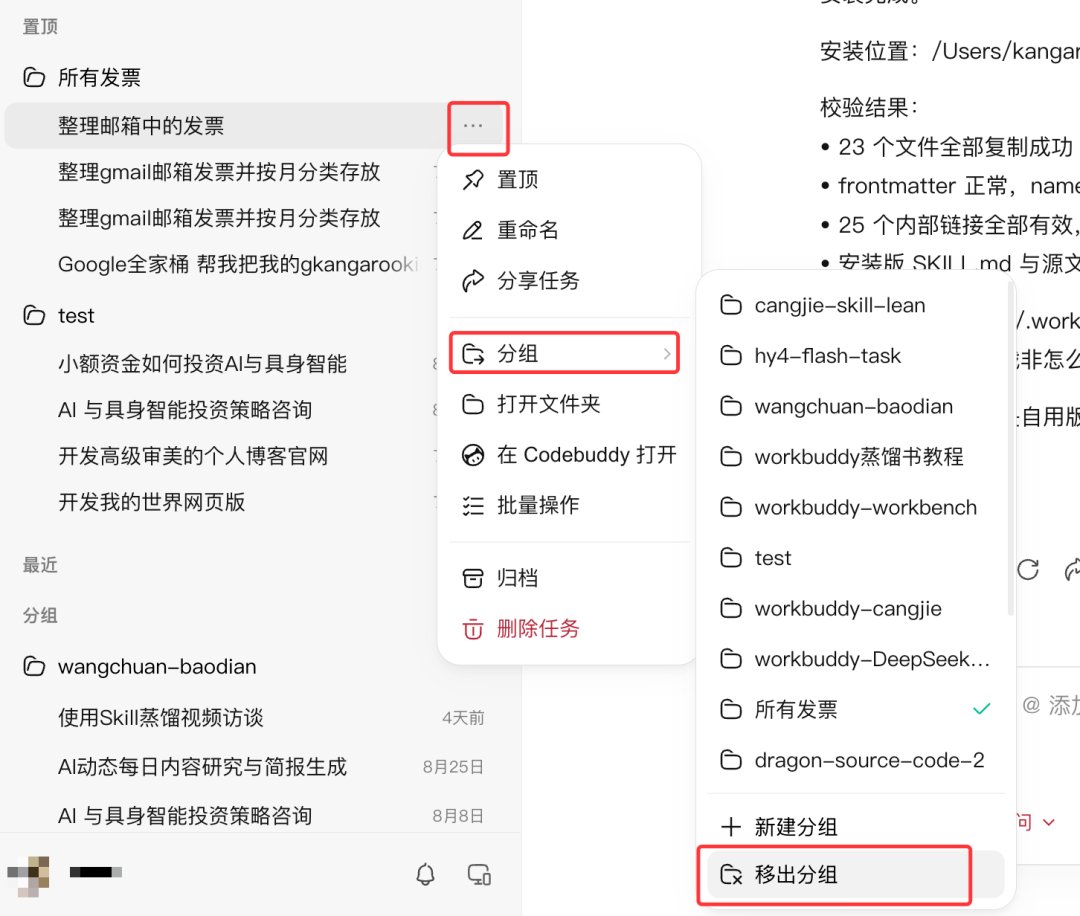 置顶
所有发票
整理邮箱中的发票
整理gmail邮箱发票并按月分类存放
整理gmail邮箱发票并按月分类存放
Google全家桶 帮我把我的gkangarooki
test
小额资金如何投资AI与具身智能
AI 与具身智能投资策略咨询
开发高级审美的个人博客官网
开发我的世界网页版
最近
分组
wangchuan-baodian
使用Skill蒸馏视频访谈 4天前
AI动态每日内容研究与简报生成 8月25日
AI 与具身智能投资策略咨询 8月8日
...
置顶
重命名
分享任务
分组
打开文件夹
在 Codebuddy 打开
批量操作
归档
删除任务
cangjie-skill-lean
hy4-flash-task
wangchuan-baodian
workbuddy蒸馏书教程
workbuddy-workbench
test
workbuddy-cangjie
workbuddy-DeepSeek...
所有发票
dragon-source-code-2
新建分组
移出分组
安装位置：/Users/kangar
校验结果：
• 23 个文件全部复制成功
• frontmatter 正常，name
• 25 个内部链接全部有效，
• 安装版 SKILL.md 与源文
/.work
非怎么
自用版
@ 添加
问